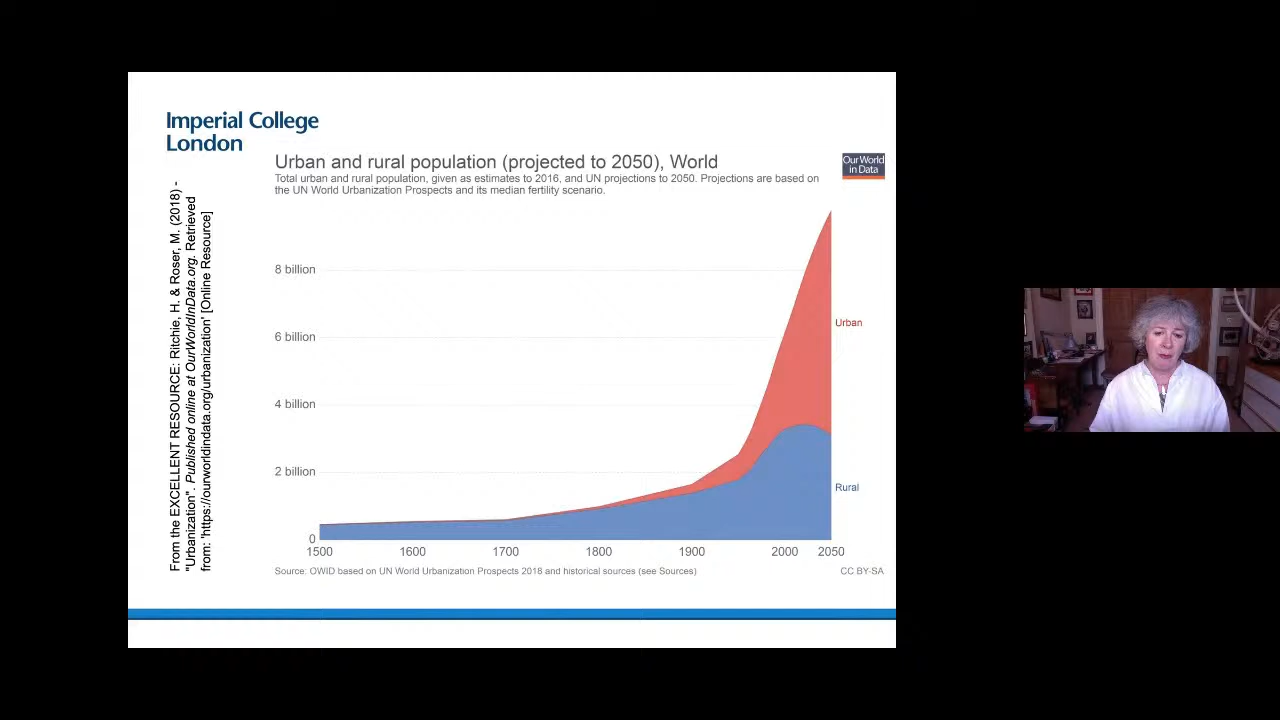 Imperial College
London
Urban and rural population (projected to 2050), World
Total urban and rural population, given as estimates to 2016, and UN projections to 2050. Projections are based on
the UN World Urbanization Prospects and its median fertility scenario.
Our World
in Data
From the EXCELLENT RESOURCE: Ritchie, H. & Roser, M. (2018) -
"Urbanization". Published online at OurWorldInData.org. Retrieved
from: 'https://ourworldindata.org/urbanization' [Online Resource]
8 billion
6 billion
4 billion
2 billion
0
Urban
Rural
1500 1600 1700 1800 1900 2000 2050
Source: OWID based on UN World Urbanization Prospects 2018 and historical sources (see Sources)
CC BY-SA